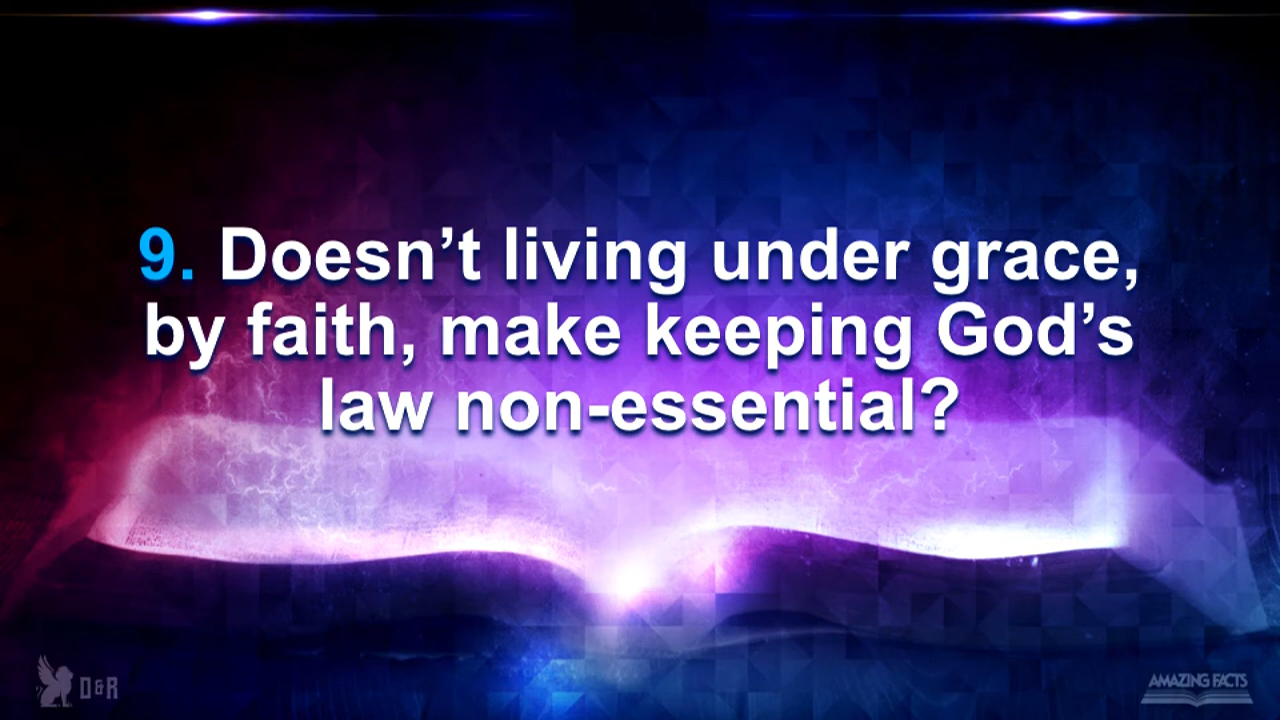 9. Doesn’t living under grace,
by faith, make keeping God’s
law non-essential?
D&R
AMAZING FACTS